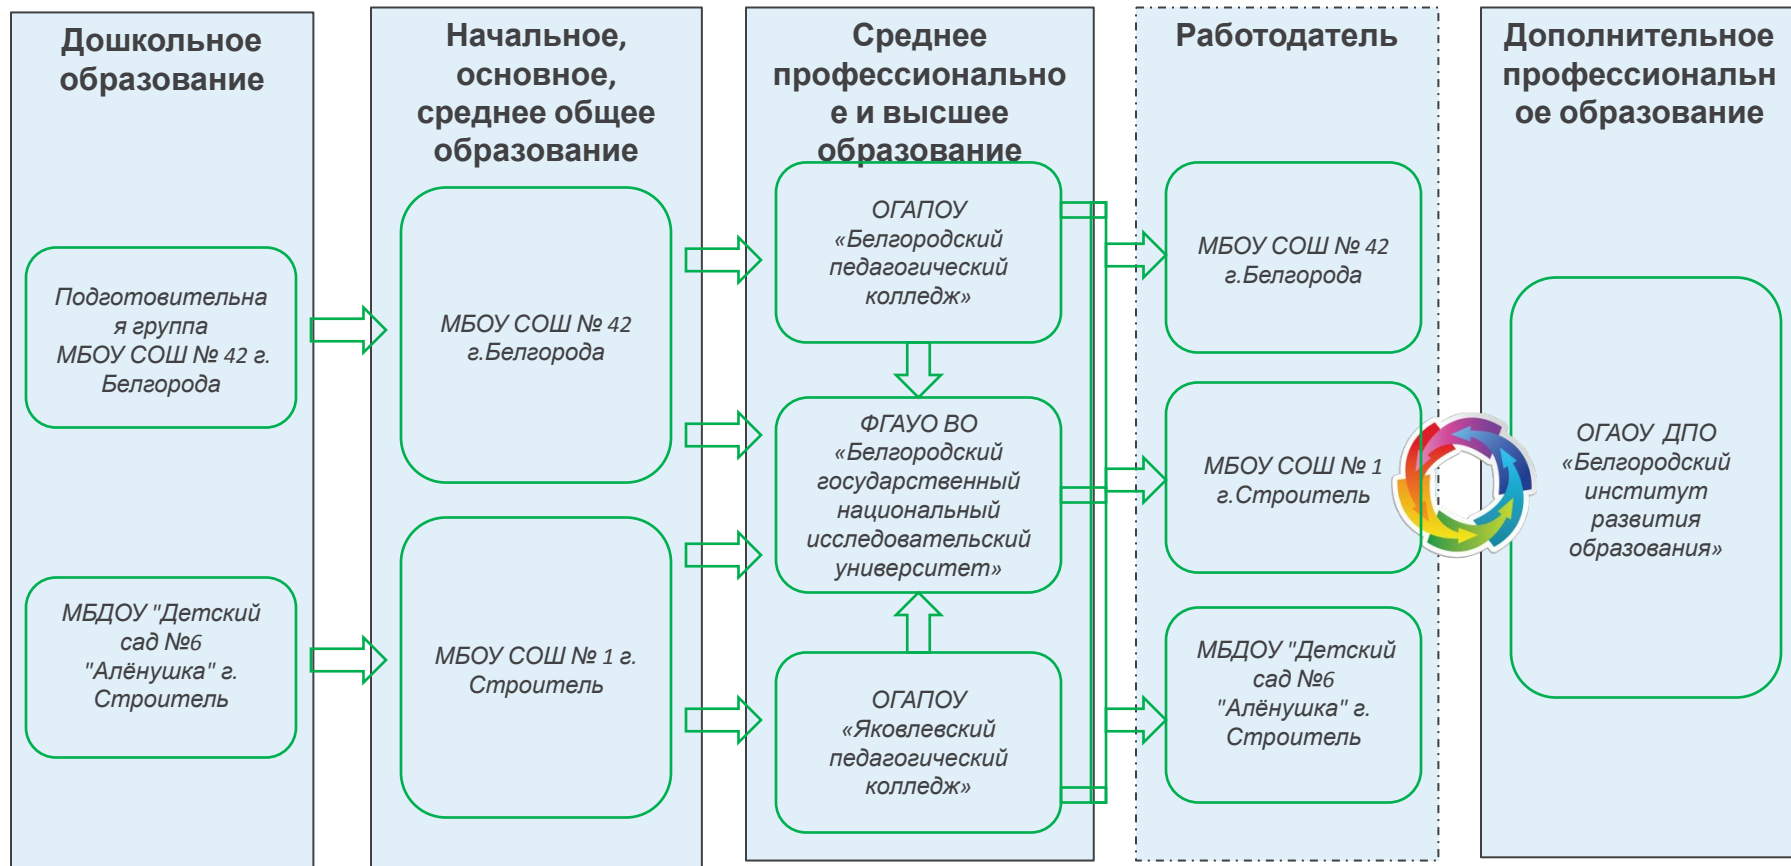 Дошкольное
образование
Подготовительна
я группа
МБОУ СОШ № 42 г.
Белгорода
МБДОУ "Детский
сад №6
"Алёнушка" г.
Строитель
Начальное,
основное,
среднее общее
образование
МБОУ СОШ № 42
г.Белгорода
МБОУ СОШ № 1 г.
Строитель
Среднее
профессионально
е и высшее
образование
ОГАПОУ
«Белгородский
педагогический
колледж»
ФГАУО ВО
«Белгородский
государственный
национальный
исследовательский
университет»
ОГАПОУ
«Яковлевский
педагогический
колледж»
Работодатель
МБОУ СОШ № 42
г.Белгорода
МБОУ СОШ № 1
г.Строитель
МБДОУ "Детский
сад №6
"Алёнушка" г.
Строитель
Дополнительное
профессиональн
ое образование
ОГАОУ ДПО
«Белгородский
институт
развития
образования»